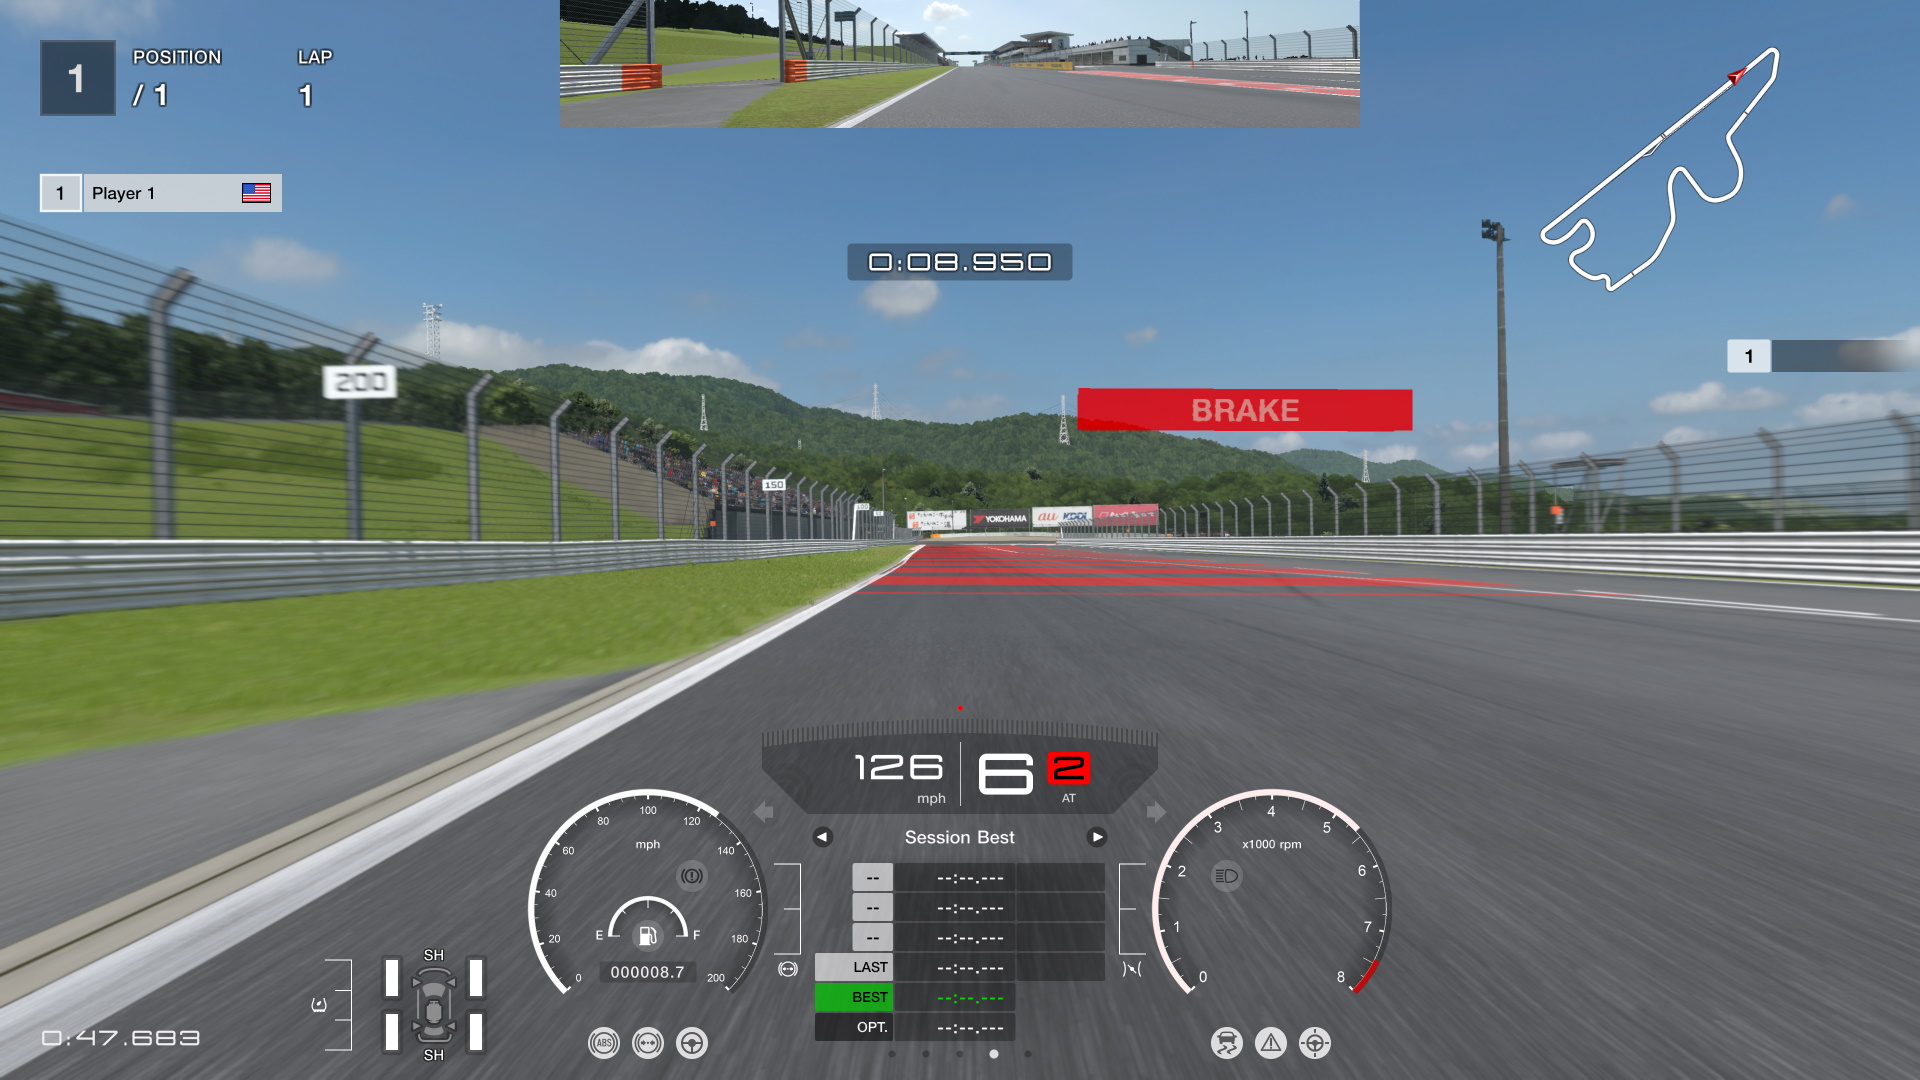 1
POSITION
/ 1
LAP
1
1
Player 1
0:08.950
200
150
1
BRAKE
YOKOHAMA
au KDDI
126
mph
6
2
AT
Session Best
--
--:--.---
--
--:--.---
--
--:--.---
LAST
--:--.---
BEST
--:--.---
OPT.
--:--.---
0
20
40
60
80
100
120
140
160
180
200
mph
E
F
000008.7
0
1
2
3
4
5
6
7
8
x1000 rpm
SH
SH
0:47.683
ABS